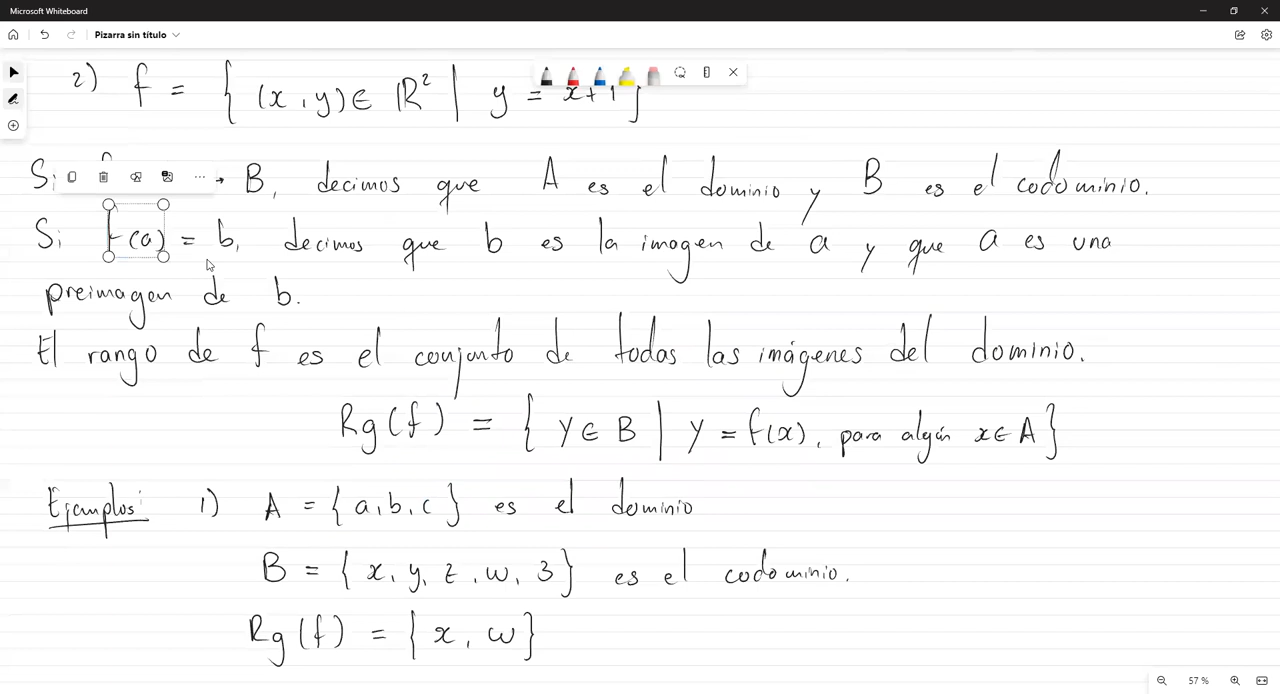 Microsoft Whiteboard
Pizarra sin título
2) f = { (x, y) ∈ ℝ² | y = x+1 }
Si B, decimos que A es el dominio y B es el codominio.
Si f(a) = b, decimos que b es la imagen de a y que a es una
preimagen de b.
El rango de f es el conjunto de todas las imágenes del dominio.
Rg(f) = { y ∈ B | y = f(x), para algún x ∈ A }
Ejemplos: 1) A = { a, b, c } es el dominio
B = { x, y, z, w, 3 } es el codominio.
Rg(f) = { x, w }
57 %